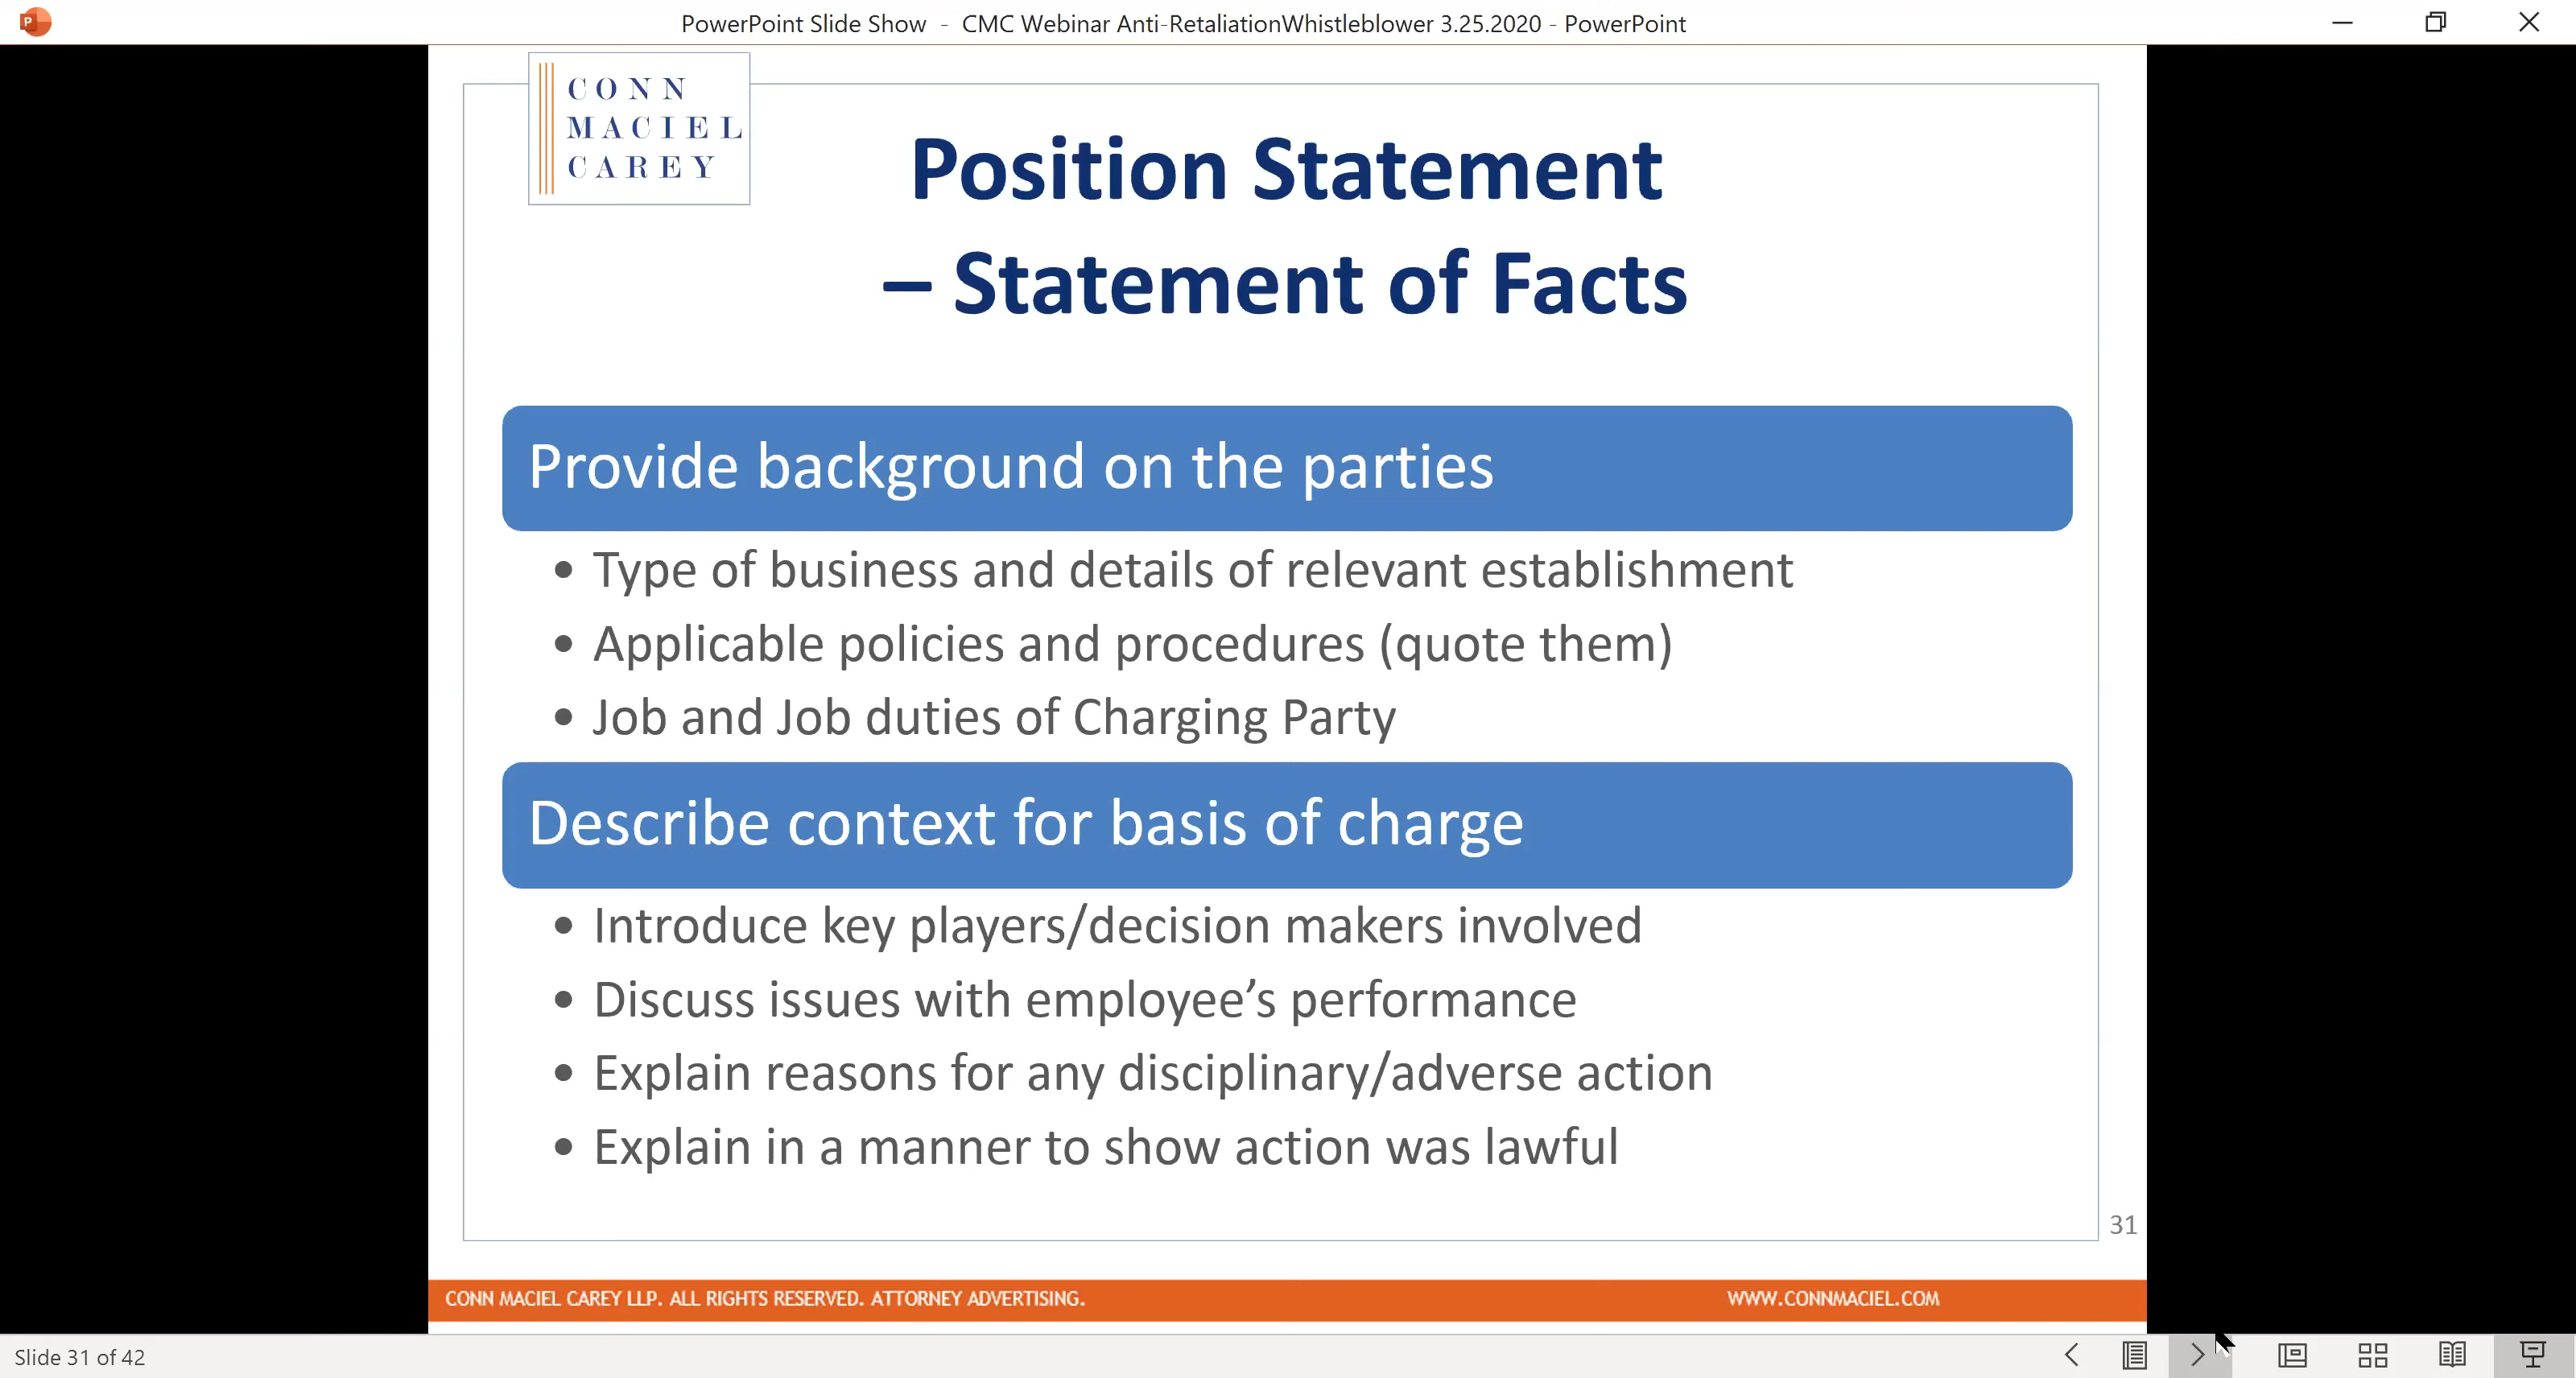 PowerPoint Slide Show - CMC Webinar Anti-RetaliationWhistleblower 3.25.2020 - PowerPoint
CONN
MACIEL
CAREY
Position Statement
– Statement of Facts
Provide background on the parties
• Type of business and details of relevant establishment
• Applicable policies and procedures (quote them)
• Job and Job duties of Charging Party
Describe context for basis of charge
• Introduce key players/decision makers involved
• Discuss issues with employee’s performance
• Explain reasons for any disciplinary/adverse action
• Explain in a manner to show action was lawful
31
CONN MACIEL CAREY LLP. ALL RIGHTS RESERVED. ATTORNEY ADVERTISING.
WWW.CONNMACIEL.COM
Slide 31 of 42